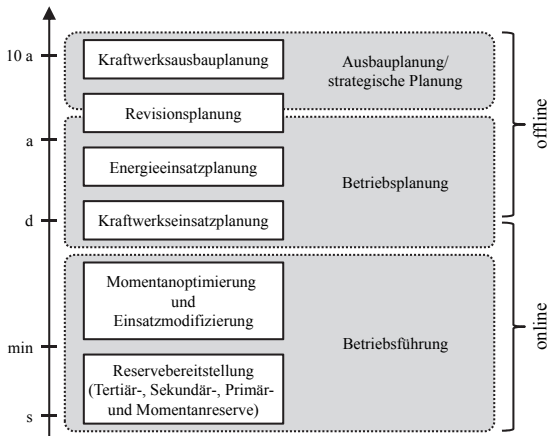 10 a
Kraftwerksausbauplanung
Ausbauplanung/
strategische Planung
Revisionsplanung
a
offline
Energieeinsatzplanung
Betriebsplanung
Kraftwerkseinsatzplanung
d
Momentanoptimierung
und
Einsatzmodifizierung
min
Betriebsführung
online
Reservebereitstellung
(Tertiär-, Sekundär-, Primär-
und Momentanreserve)
s